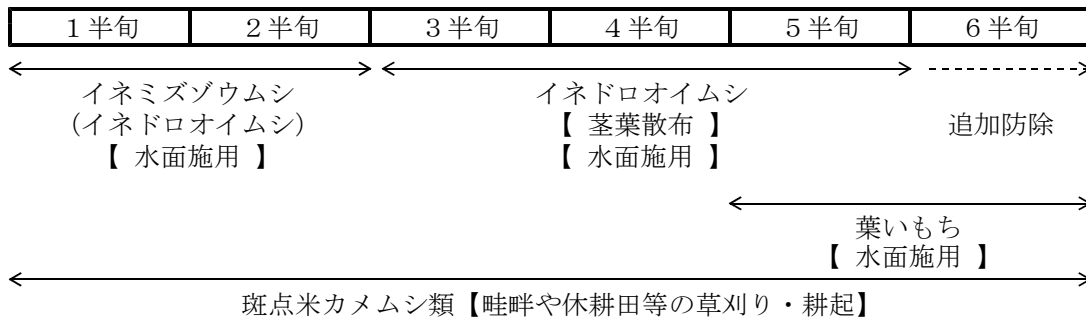 １半旬 ２半旬 ３半旬 ４半旬 ５半旬 ６半旬
イネミズゾウムシ
(イネドロオイムシ)
【 水面施用 】
イネドロオイムシ
【 茎葉散布 】
【 水面施用 】
追加防除
葉いもち
【 水面施用 】
斑点米カメムシ類【畦畔や休耕田等の草刈り・耕起】